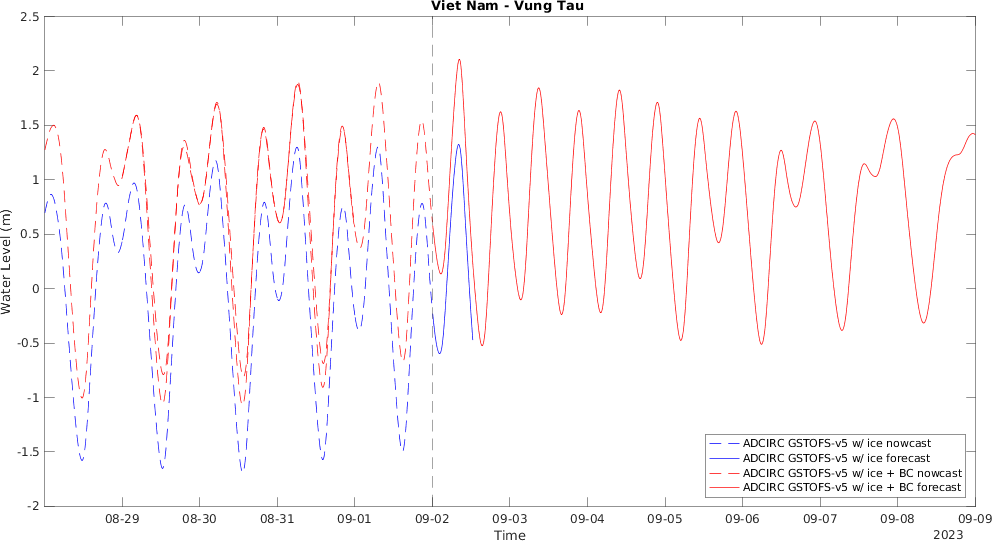 Viet Nam - Vung Tau
2.5
2
1.5
1
0.5
0
-0.5
-1
-1.5
-2
Water Level (m)
ADCIRC GSTOFS-v5 w/ ice nowcast
ADCIRC GSTOFS-v5 w/ ice forecast
ADCIRC GSTOFS-v5 w/ ice + BC nowcast
ADCIRC GSTOFS-v5 w/ ice + BC forecast
08-29 08-30 08-31 09-01 09-02 09-03 09-04 09-05 09-06 09-07 09-08 09-09
Time
2023